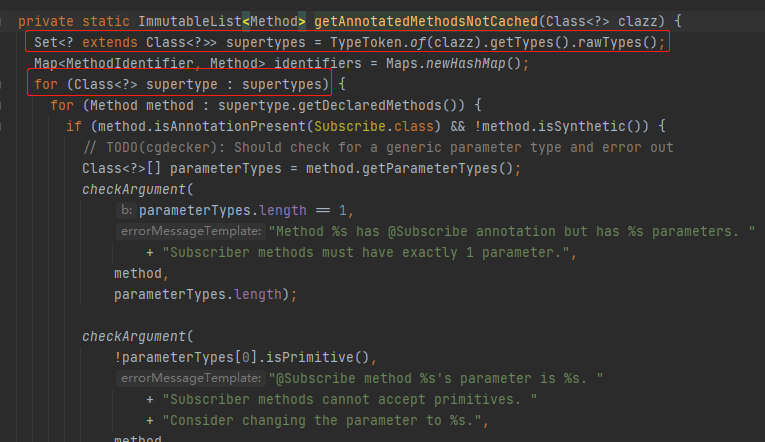 private static ImmutableList<Method> getAnnotatedMethodsNotCached(Class<?> clazz) {
Set<? extends Class<?>> supertypes = TypeToken.of(clazz).getTypes().rawTypes();
Map<MethodIdentifier, Method> identifiers = Maps.newHashMap();
for (Class<?> supertype : supertypes) {
for (Method method : supertype.getDeclaredMethods()) {
if (method.isAnnotationPresent(Subscribe.class) && !method.isSynthetic()) {
// TODO(cgdecker): Should check for a generic parameter type and error out
Class<?>[] parameterTypes = method.getParameterTypes();
checkArgument(
b: parameterTypes.length == 1,
errorMessageTemplate: "Method %s has @Subscribe annotation but has %s parameters. "
+ "Subscriber methods must have exactly 1 parameter.",
method,
parameterTypes.length);
checkArgument(
!parameterTypes[0].isPrimitive(),
errorMessageTemplate: "@Subscribe method %s's parameter is %s. "
+ "Subscriber methods cannot accept primitives. "
+ "Consider changing the parameter to %s.",
method,